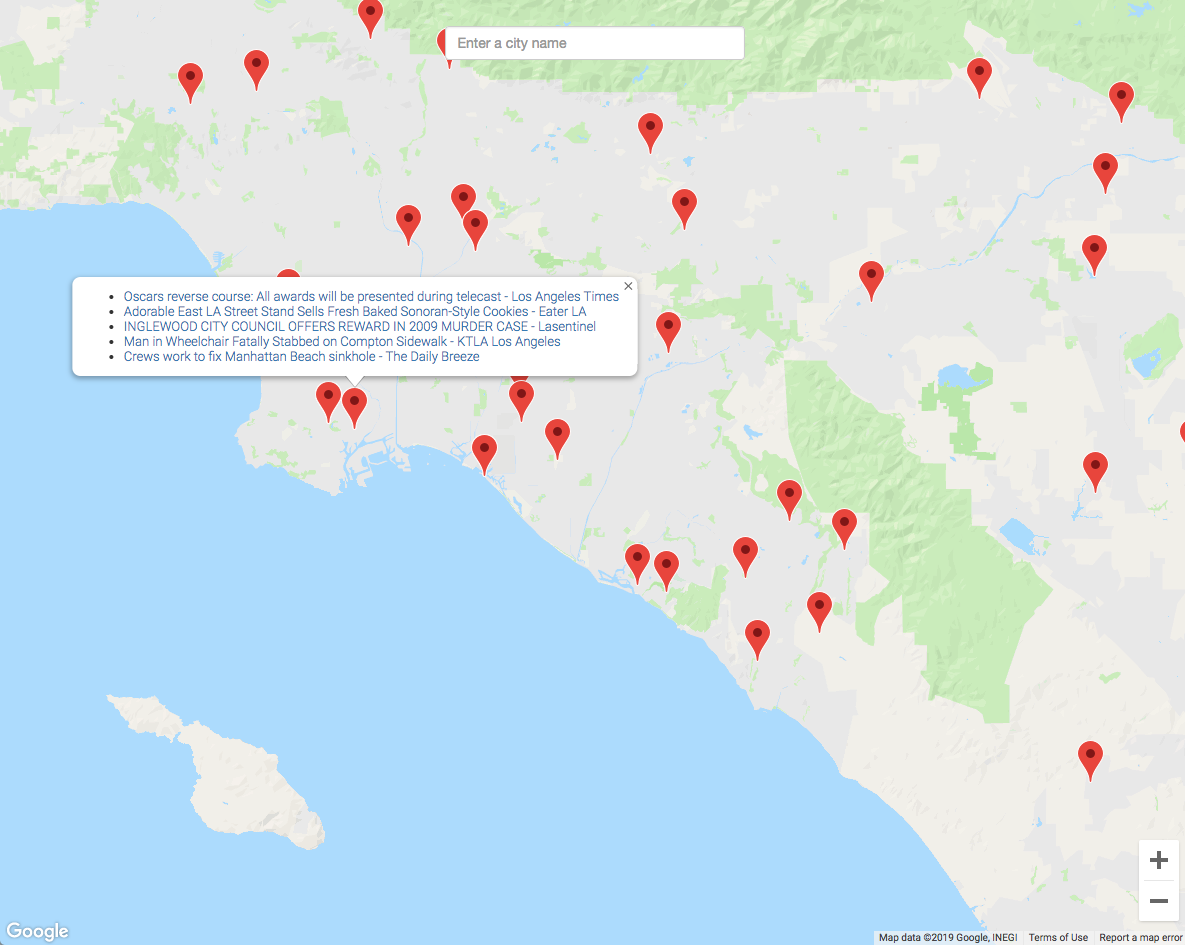 Enter a city name
Oscars reverse course: All awards will be presented during telecast - Los Angeles Times
Adorable East LA Street Stand Sells Fresh Baked Sonoran-Style Cookies - Eater LA
INGLEWOOD CITY COUNCIL OFFERS REWARD IN 2009 MURDER CASE - Lasentinel
Man in Wheelchair Fatally Stabbed on Compton Sidewalk - KTLA Los Angeles
Crews work to fix Manhattan Beach sinkhole - The Daily Breeze
Google
Map data ©2019 Google, INEGI Terms of Use Report a map error